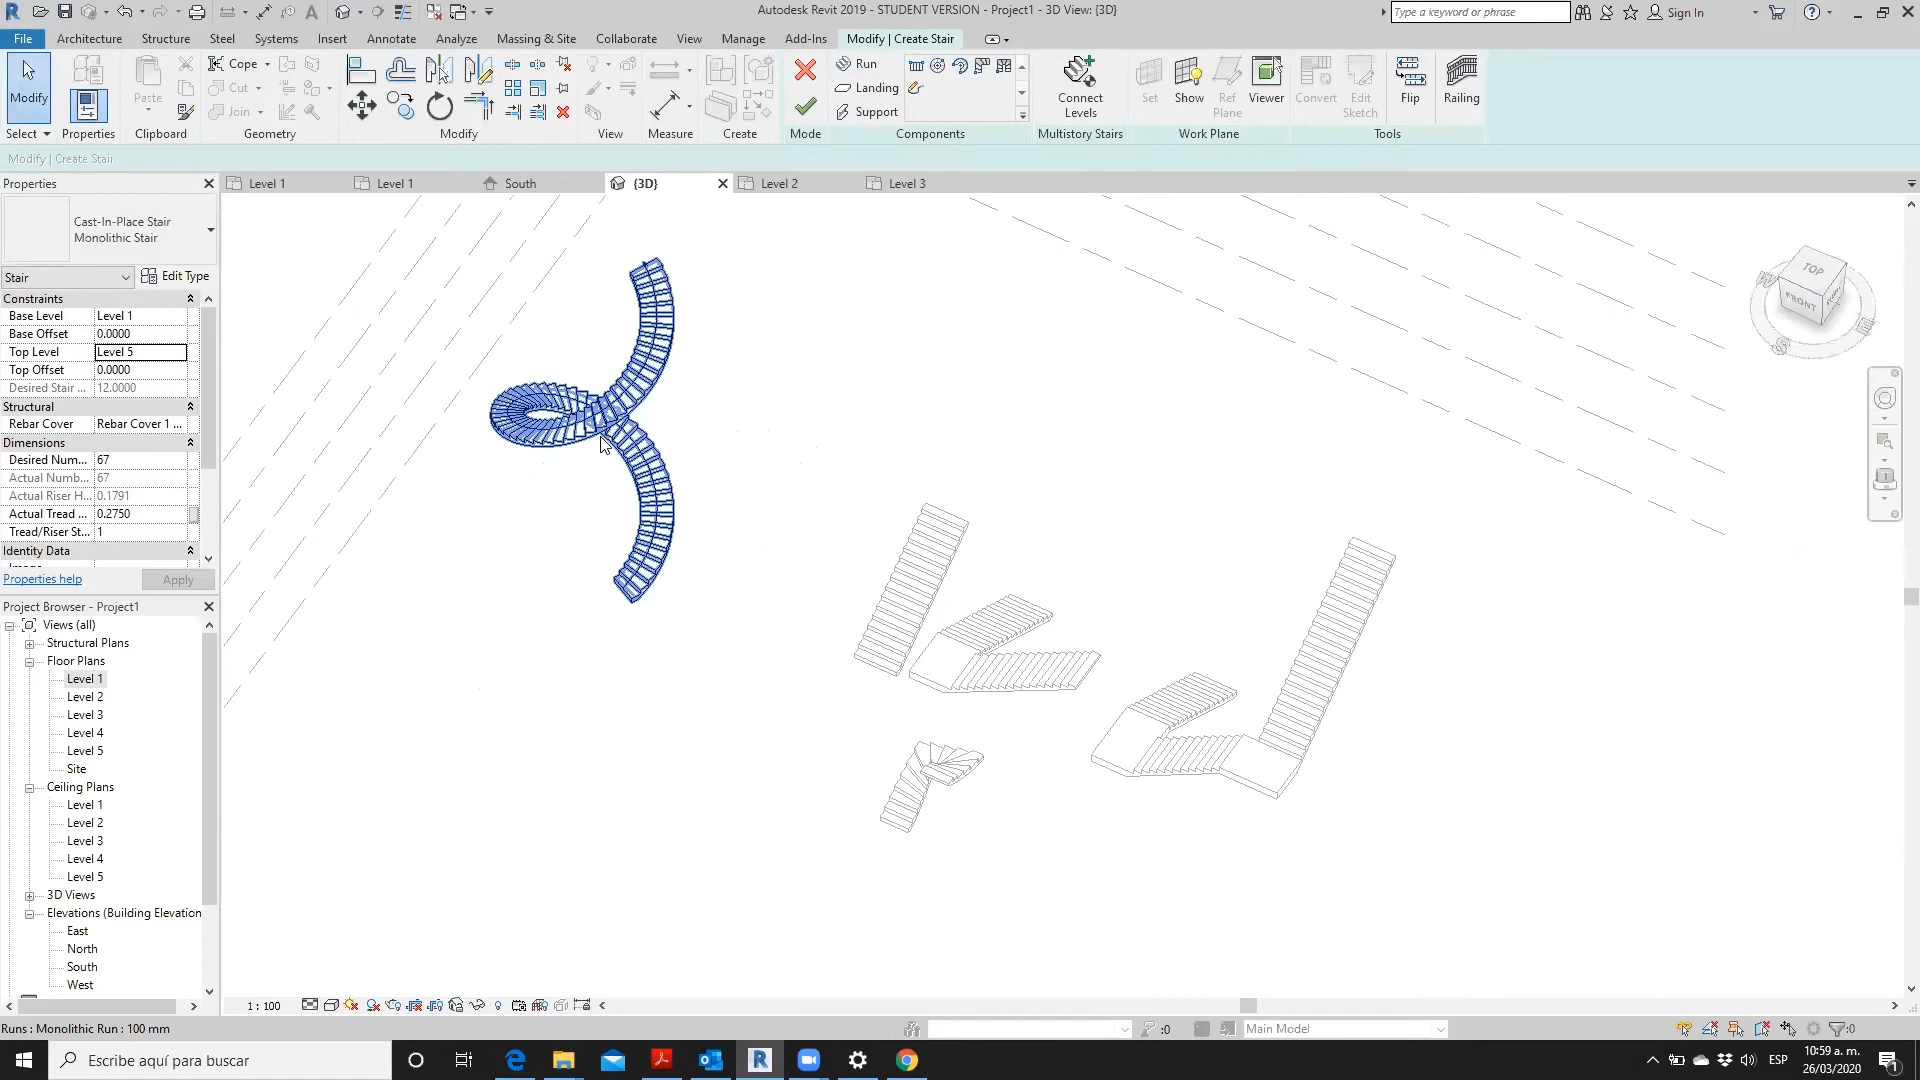 Autodesk Revit 2019 - STUDENT VERSION - Project1 - 3D View: {3D}
Type a keyword or phrase
Sign In
File Architecture Structure Steel Systems Insert Annotate Analyze Massing & Site Collaborate View Manage Add-Ins Modify | Create Stair
Modify
Paste
Cope
Cut
Join
Run
Landing
Support
Connect
Levels
Set
Show
Ref
Plane
Viewer
Convert
Edit
Sketch
Flip
Railing
Select Properties Clipboard Geometry Modify View Measure Create Mode Components Multistory Stairs Work Plane Tools
Modify | Create Stair
Properties
Level 1
Level 1
South
{3D}
Level 2
Level 3
Cast-In-Place Stair
Monolithic Stair
Stair
Edit Type
Constraints
Base Level Level 1
Base Offset 0.0000
Top Level Level 5
Top Offset 0.0000
Desired Stair ... 12.0000
Structural
Rebar Cover Rebar Cover 1 ...
Dimensions
Desired Num... 67
Actual Numb... 67
Actual Riser H... 0.1791
Actual Tread ... 0.2750
Tread/Riser St... 1
Identity Data
Properties help
Apply
TOP
FRONT
W
E
S
Project Browser - Project1
Views (all)
Structural Plans
Floor Plans
Level 1
Level 2
Level 3
Level 4
Level 5
Site
Ceiling Plans
Level 1
Level 2
Level 3
Level 4
Level 5
3D Views
Elevations (Building Elevation
East
North
South
West
1 : 100
Runs : Monolithic Run : 100 mm
:0
Main Model
:0
Escribe aquí para buscar
ESP
10:59 a. m.
26/03/2020
1